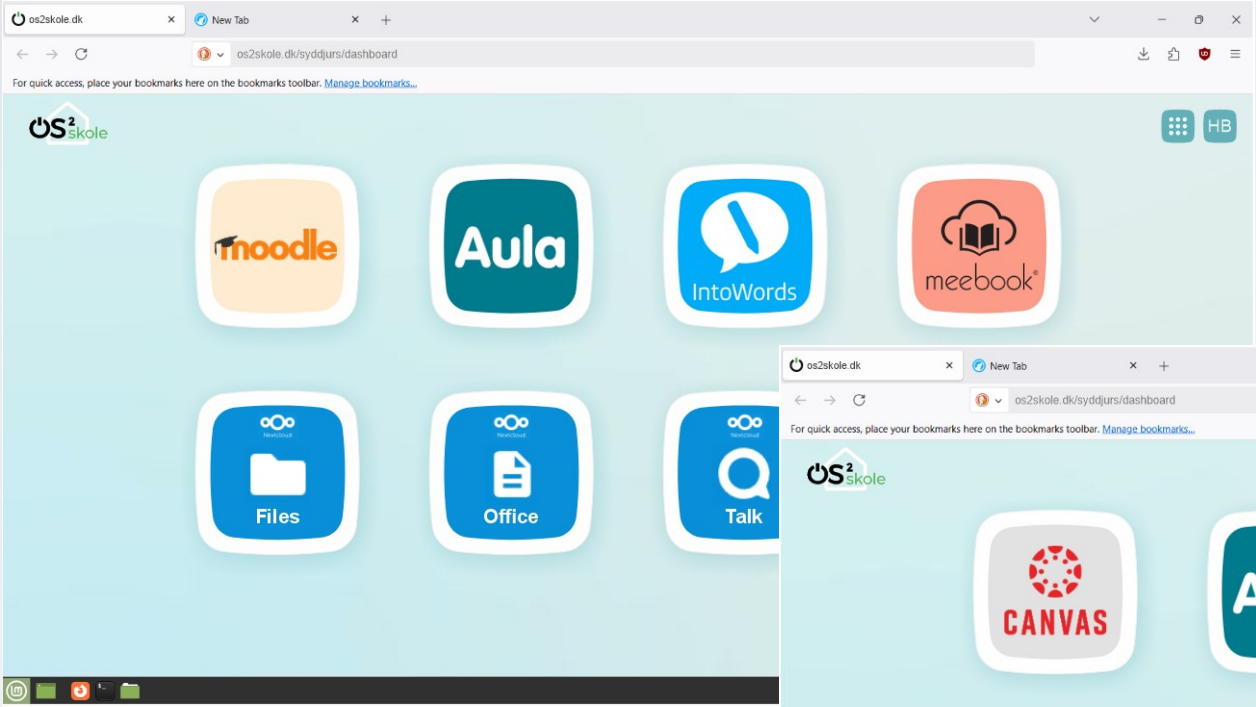 os2skole.dk
New Tab
os2skole.dk/syddjurs/dashboard
For quick access, place your bookmarks here on the bookmarks toolbar. Manage bookmarks...
OS2skole
HB
moodle
Aula
IntoWords
meebook®
Nextcloud
Files
Nextcloud
Office
Nextcloud
Talk
os2skole.dk
New Tab
os2skole.dk/syddjurs/dashboard
For quick access, place your bookmarks here on the bookmarks toolbar. Manage bookmarks...
OS2skole
CANVAS
A